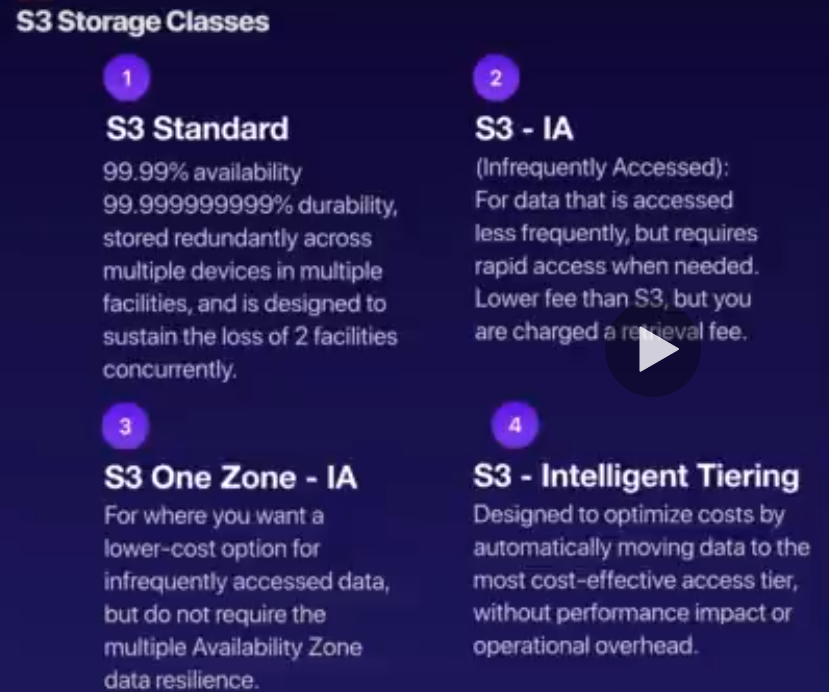 S3 Storage Classes
1
S3 Standard
99.99% availability
99.999999999% durability,
stored redundantly across
multiple devices in multiple
facilities, and is designed to
sustain the loss of 2 facilities
concurrently.
2
S3 - IA
(Infrequently Accessed):
For data that is accessed
less frequently, but requires
rapid access when needed.
Lower fee than S3, but you
are charged a retrieval fee.
3
S3 One Zone - IA
For where you want a
lower-cost option for
infrequently accessed data,
but do not require the
multiple Availability Zone
data resilience.
4
S3 - Intelligent Tiering
Designed to optimize costs by
automatically moving data to the
most cost-effective access tier,
without performance impact or
operational overhead.